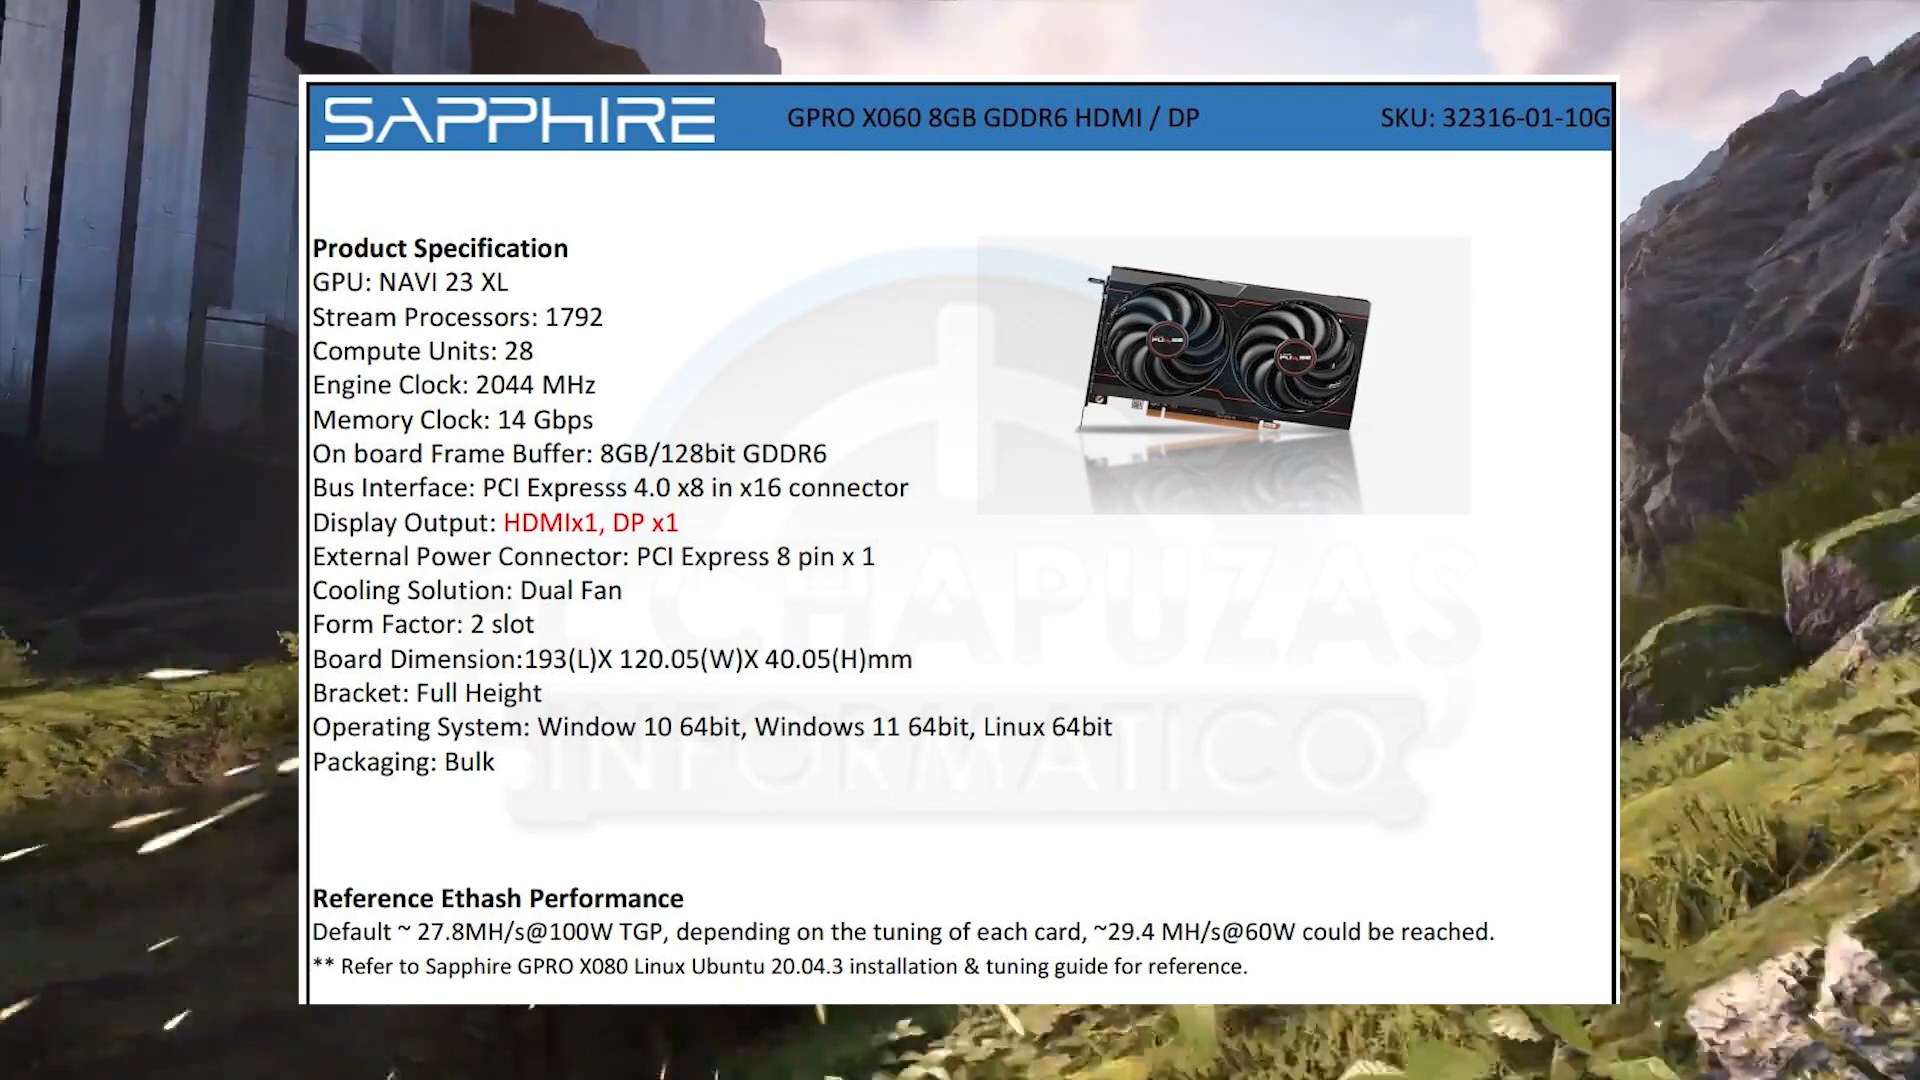 SAPPHIRE
GPRO X060 8GB GDDR6 HDMI / DP
SKU: 32316-01-10G
Product Specification
GPU: NAVI 23 XL
Stream Processors: 1792
Compute Units: 28
Engine Clock: 2044 MHz
Memory Clock: 14 Gbps
On board Frame Buffer: 8GB/128bit GDDR6
Bus Interface: PCI Expresss 4.0 x8 in x16 connector
Display Output: HDMIx1, DP x1
External Power Connector: PCI Express 8 pin x 1
Cooling Solution: Dual Fan
Form Factor: 2 slot
Board Dimension:193(L)X 120.05(W)X 40.05(H)mm
Bracket: Full Height
Operating System: Window 10 64bit, Windows 11 64bit, Linux 64bit
Packaging: Bulk
PULSE
PULSE
CHAPUZAS
INFORMATICO
Reference Ethash Performance
Default ~ 27.8MH/s@100W TGP, depending on the tuning of each card, ~29.4 MH/s@60W could be reached.
** Refer to Sapphire GPRO X080 Linux Ubuntu 20.04.3 installation & tuning guide for reference.